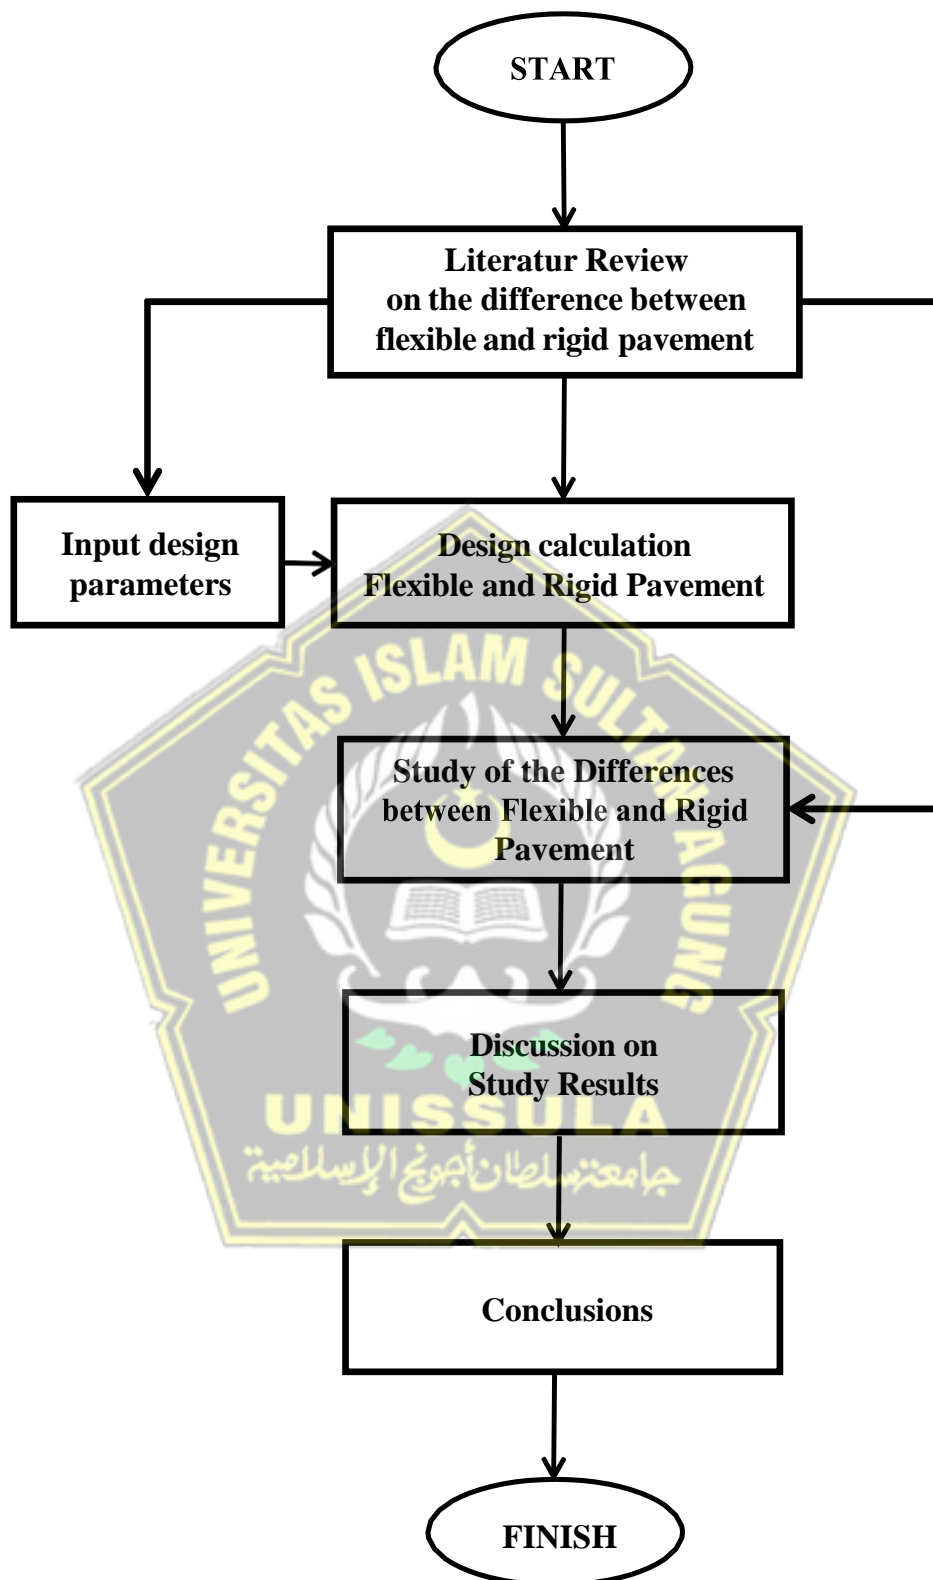 START
Literatur Review
on the difference between
flexible and rigid pavement
Input design
parameters
Design calculation
Flexible and Rigid Pavement
UNIVERSITAS ISLAM SULTAN AGUNG
Study of the Differences
between Flexible and Rigid
Pavement
Discussion on
Study Results
UNISSULA
جامعة سلطان أجونج الإسلامية
Conclusions
FINISH